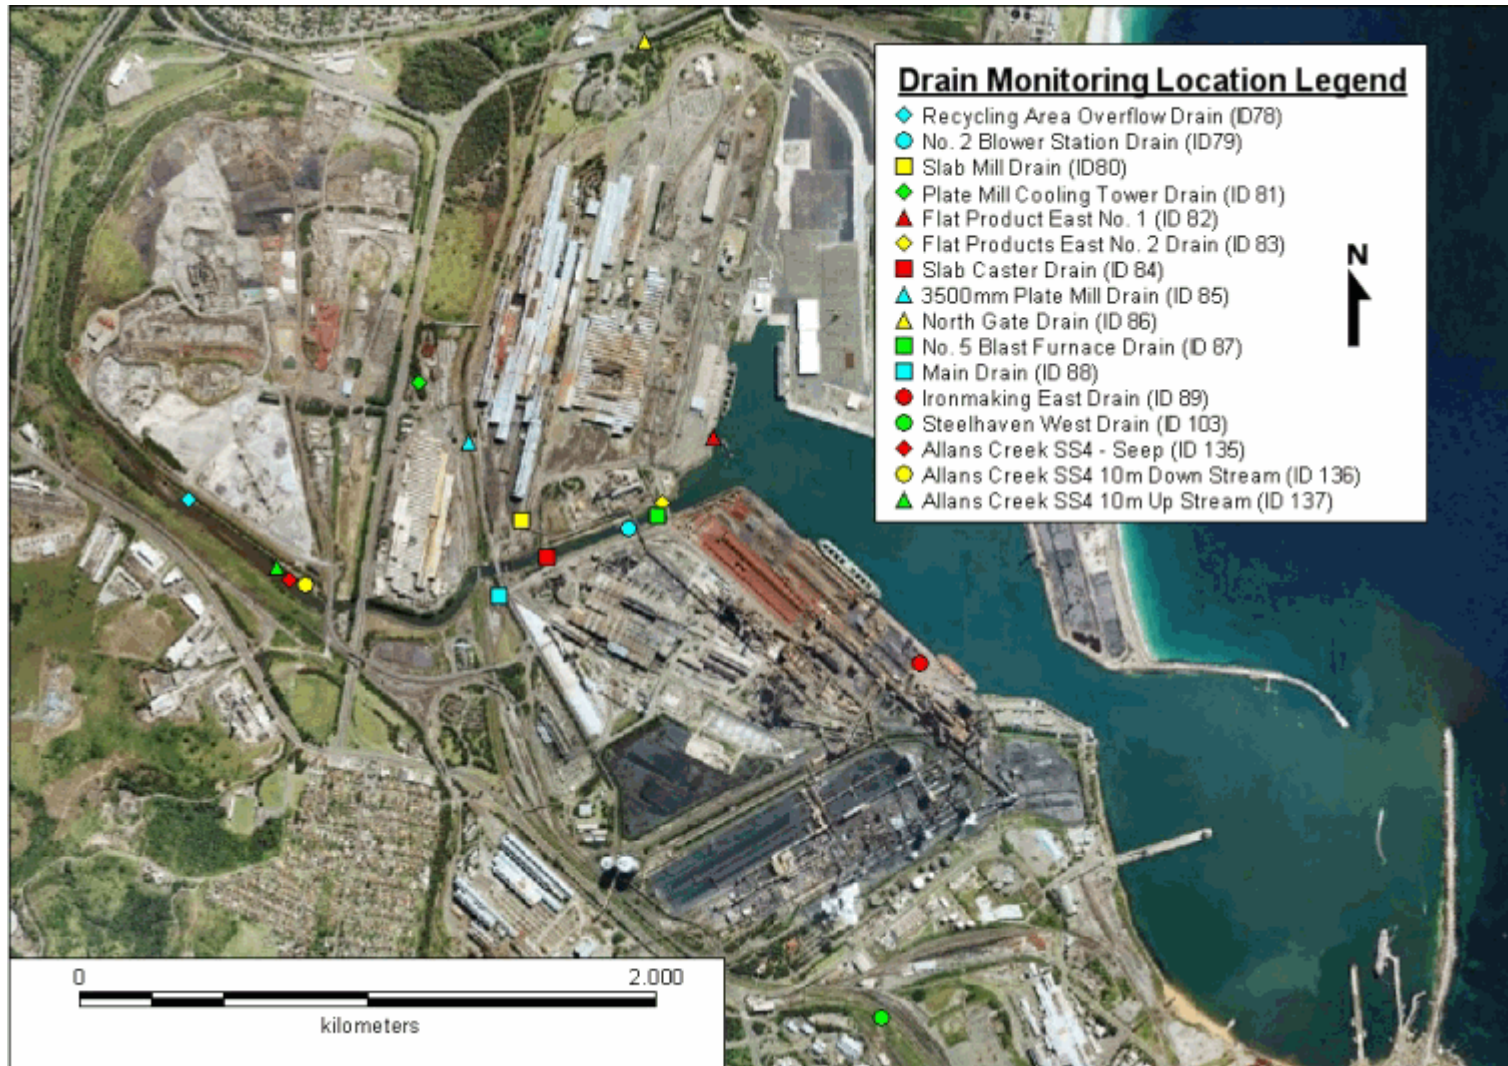 Drain Monitoring Location Legend
Recycling Area Overflow Drain (ID78)
No. 2 Blower Station Drain (ID79)
Slab Mill Drain (ID80)
Plate Mill Cooling Tower Drain (ID 81)
Flat Product East No. 1 (ID 82)
Flat Products East No. 2 Drain (ID 83)
Slab Caster Drain (ID 84)
3500mm Plate Mill Drain (ID 85)
North Gate Drain (ID 86)
No. 5 Blast Furnace Drain (ID 87)
Main Drain (ID 88)
Ironmaking East Drain (ID 89)
Steelhaven West Drain (ID 103)
Allans Creek SS4 - Seep (ID 135)
Allans Creek SS4 10m Down Stream (ID 136)
Allans Creek SS4 10m Up Stream (ID 137)
N
0 2.000
kilometers